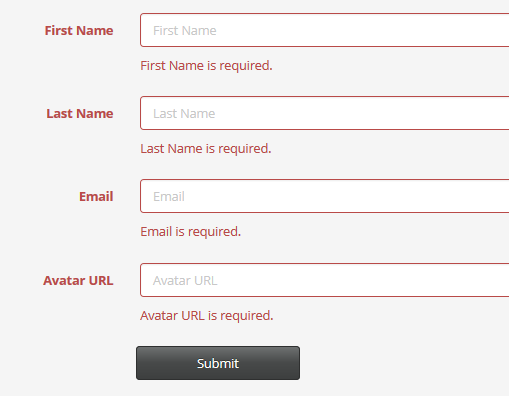 First Name First Name
First Name is required.
Last Name Last Name
Last Name is required.
Email Email
Email is required.
Avatar URL Avatar URL
Avatar URL is required.
Submit